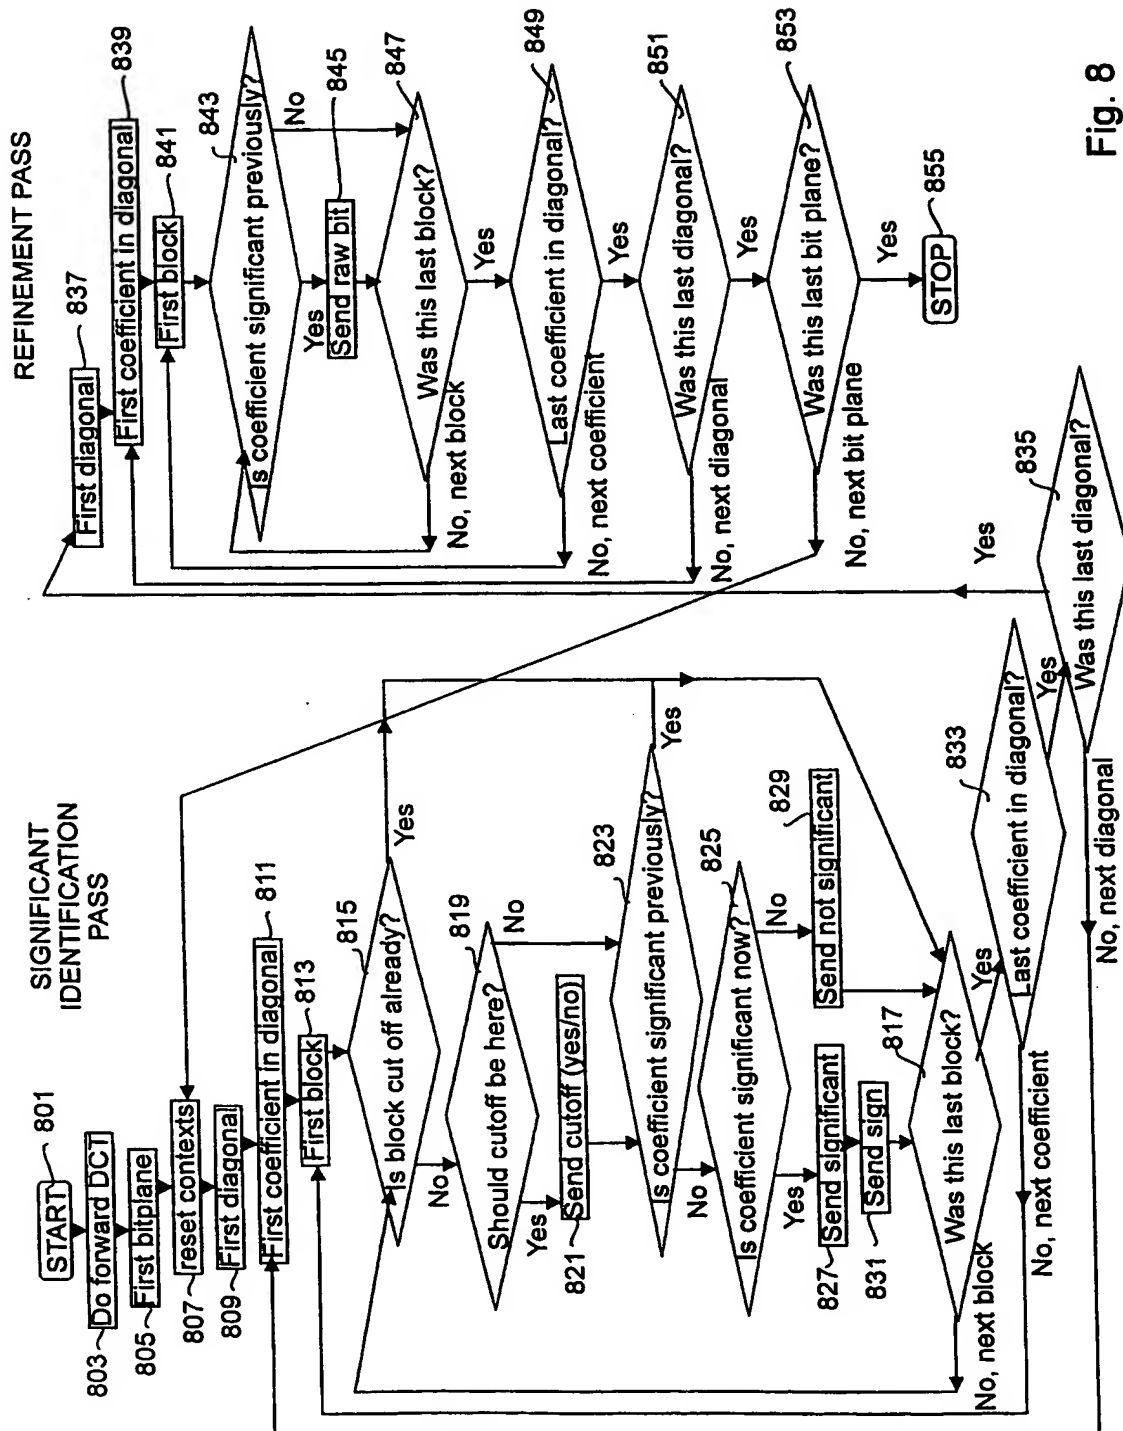 SIGNIFICANT
IDENTIFICATION
PASS
START
801
Do forward DCT
803
First bitplane
805
reset contexts
807
First diagonal
809
First coefficient in diagonal
811
First block
813
Is block cut off already?
815
Yes
No
Should cutoff be here?
819
No
Yes
Send cutoff (yes/no)
821
Is coefficient significant previously?
823
Yes
No
Is coefficient significant now?
825
No
Yes
Send not significant
829
Send significant
827
Send sign
831
Was this last block?
817
Yes
No, next block
Last coefficient in diagonal?
833
Yes
No, next coefficient
Was this last diagonal?
835
Yes
No, next diagonal
REFINEMENT PASS
First diagonal
837
First coefficient in diagonal
839
First block
841
Is coefficient significant previously?
843
No
Yes
Send raw bit
845
Was this last block?
847
Yes
No, next block
Last coefficient in diagonal?
849
Yes
No, next coefficient
Was this last diagonal?
851
Yes
No, next diagonal
Was this last bit plane?
853
Yes
No, next bit plane
STOP
855
Fig. 8